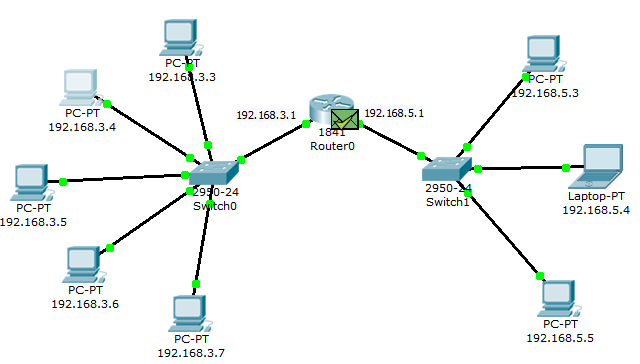 PC-PT
192.168.3.3
PC-PT
192.168.3.4
PC-PT
192.168.3.5
PC-PT
192.168.3.6
PC-PT
192.168.3.7
2950-24
Switch0
192.168.3.1
1841
Router0
192.168.5.1
2950-24
Switch1
PC-PT
192.168.5.3
Laptop-PT
192.168.5.4
PC-PT
192.168.5.5